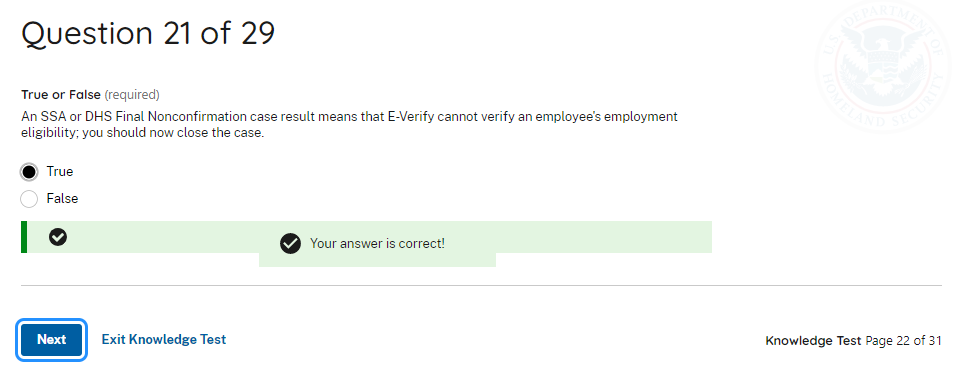 Question 21 of 29
True or False (required)
An SSA or DHS Final Nonconfirmation case result means that E-Verify cannot verify an employee's employment
eligibility; you should now close the case.
True
False
Your answer is correct!
Next
Exit Knowledge Test
Knowledge Test Page 22 of 31
U.S. DEPARTMENT OF
HOMELAND SECURITY